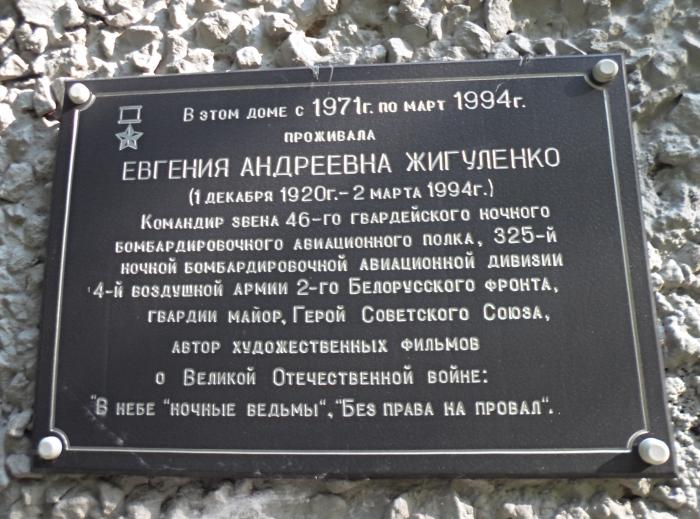 В этом доме с 1971г. по март 1994г.
проживала
ЕВГЕНИЯ АНДРЕЕВНА ЖИГУЛЕНКО
(1 декабря 1920г.-2 марта 1994г.)
Командир звена 46-го гвардейского ночного
бомбардировочного авиационного полка, 325-й
ночной бомбардировочной авиационной дивизии
4-й воздушной армии 2-го Белорусского фронта,
гвардии майор, Герой Советского Союза,
автор художественных фильмов
о Великой Отечественной войне:
"В небе "ночные ведьмы", "Без права на провал".